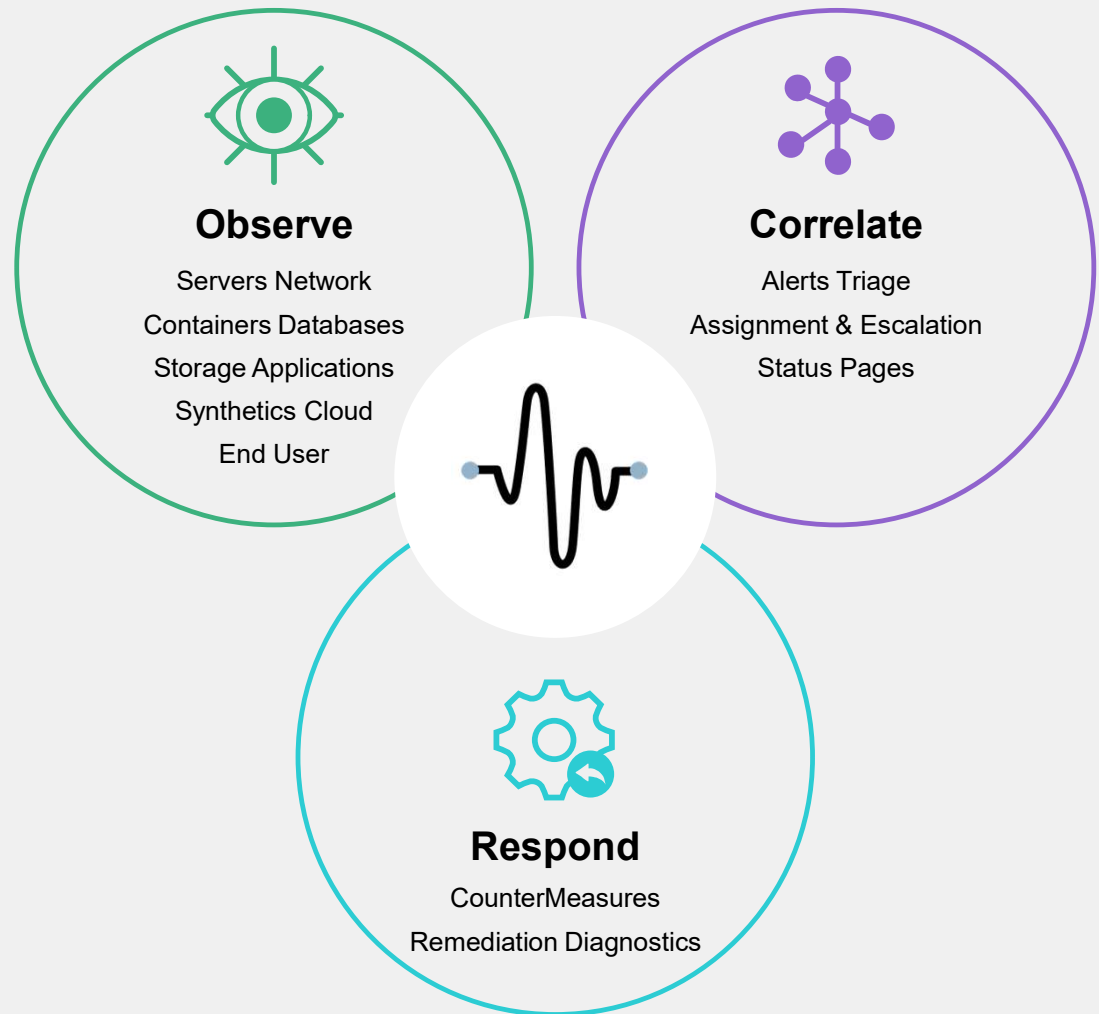 Observe
Servers Network
Containers Databases
Storage Applications
Synthetics Cloud
End User
Correlate
Alerts Triage
Assignment & Escalation
Status Pages
Respond
CounterMeasures
Remediation Diagnostics